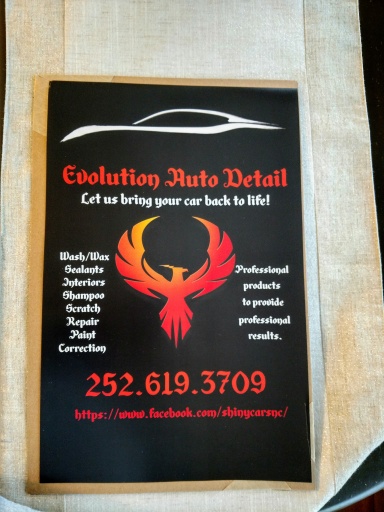 Evolution Auto Detail
Let us bring your car back to life!
Wash/Wax
Sealants
Interiors
Shampoo
Scratch
Repair
Paint
Correction
Professional
products
to provide
professional
results.
252.619.3709
https://www.facebook.com/shinycarsnc/